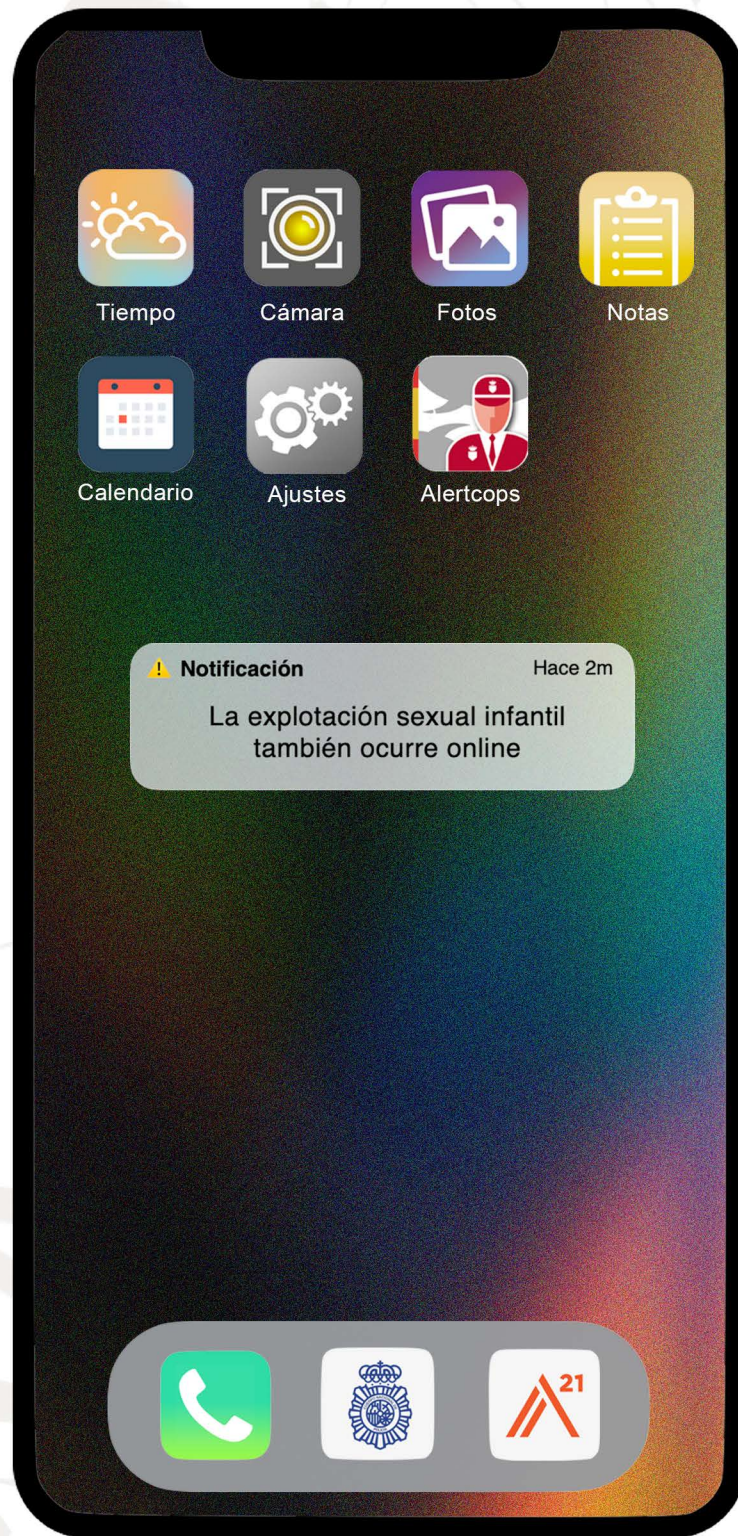 Tiempo
Cámara
Fotos
Notas
Calendario
Ajustes
Alertcops
Notificación
Hace 2m
La explotación sexual infantil
también ocurre online
21